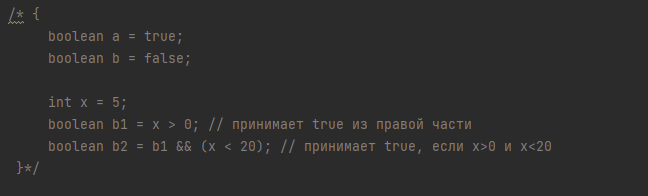 /* {
boolean a = true;
boolean b = false;
int x = 5;
boolean b1 = x > 0; // принимает true из правой части
boolean b2 = b1 && (x < 20); // принимает true, если x>0 и x<20
}*/